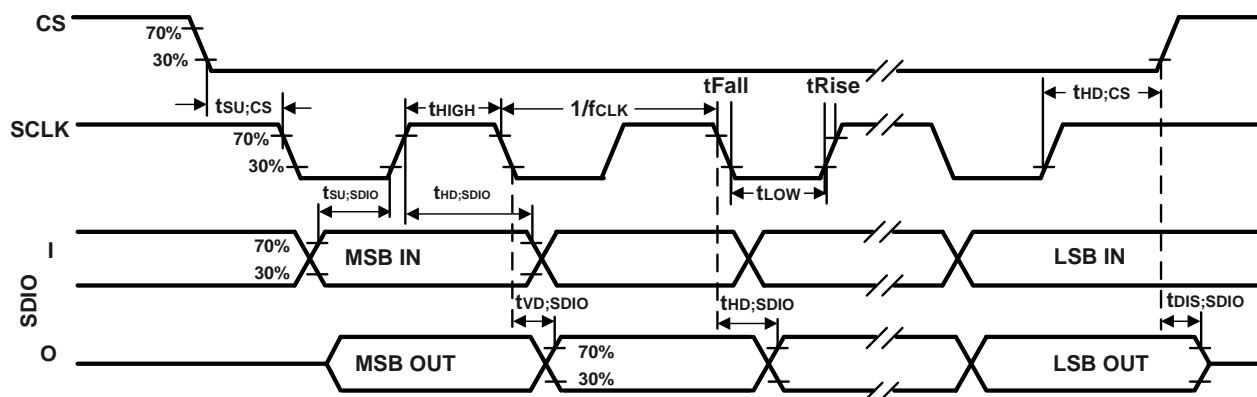 CS
70%
30%
tFall
tRise
tSU;CS
tHIGH
1/fCLK
tHD;CS
SCLK
70%
30%
tSU;SDIO
tHD;SDIO
tLOW
SDIO
I
70%
30%
MSB IN
LSB IN
tVD;SDIO
tHD;SDIO
tDIS;SDIO
O
MSB OUT
70%
30%
LSB OUT